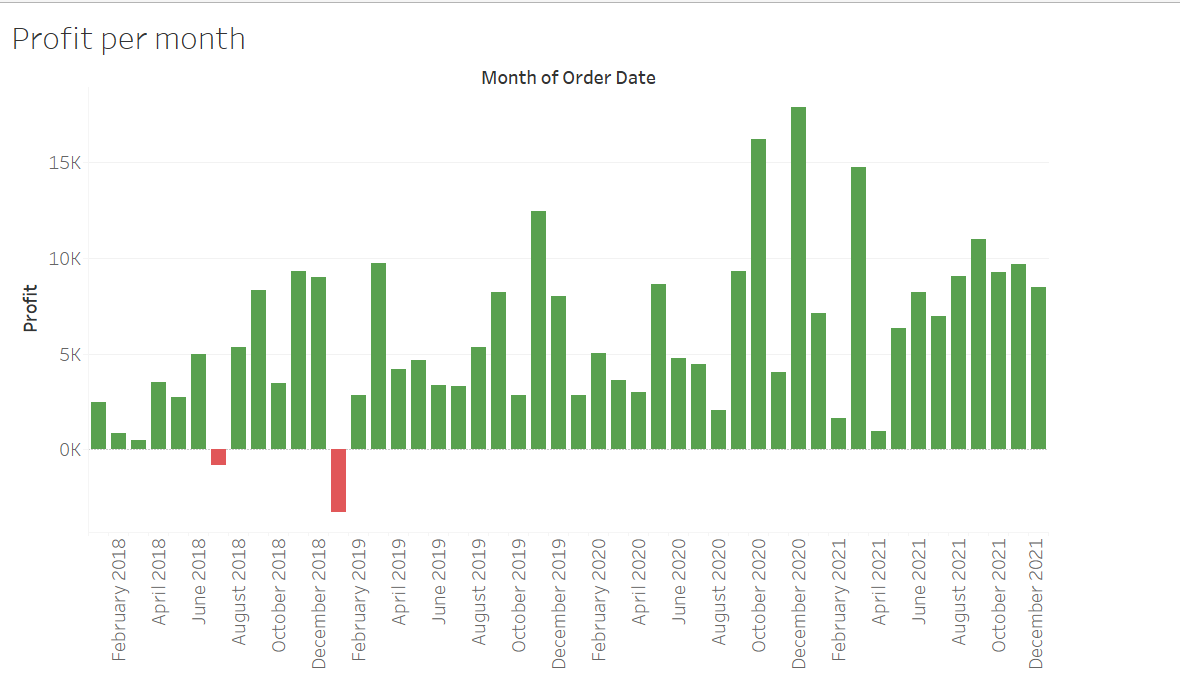 Profit per month
Month of Order Date
Profit
15K
10K
5K
0K
February 2018
April 2018
June 2018
August 2018
October 2018
December 2018
February 2019
April 2019
June 2019
August 2019
October 2019
December 2019
February 2020
April 2020
June 2020
August 2020
October 2020
December 2020
February 2021
April 2021
June 2021
August 2021
October 2021
December 2021